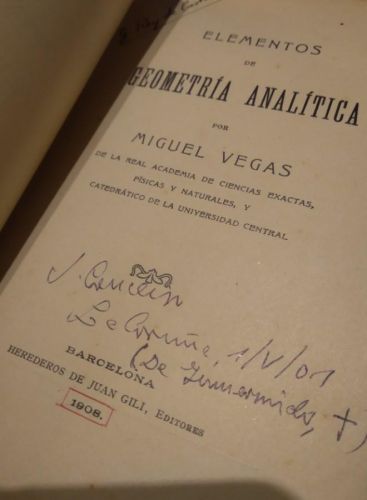 ELEMENTOS
DE
GEOMETRÍA ANALÍTICA
POR
MIGUEL VEGAS
DE LA REAL ACADEMIA DE CIENCIAS EXACTAS,
FÍSICAS Y NATURALES, Y
CATEDRÁTICO DE LA UNIVERSIDAD CENTRAL
J.
La Coruña, 1/V/01
(De
BARCELONA
HEREDEROS DE JUAN GILI, EDITORES
1908.